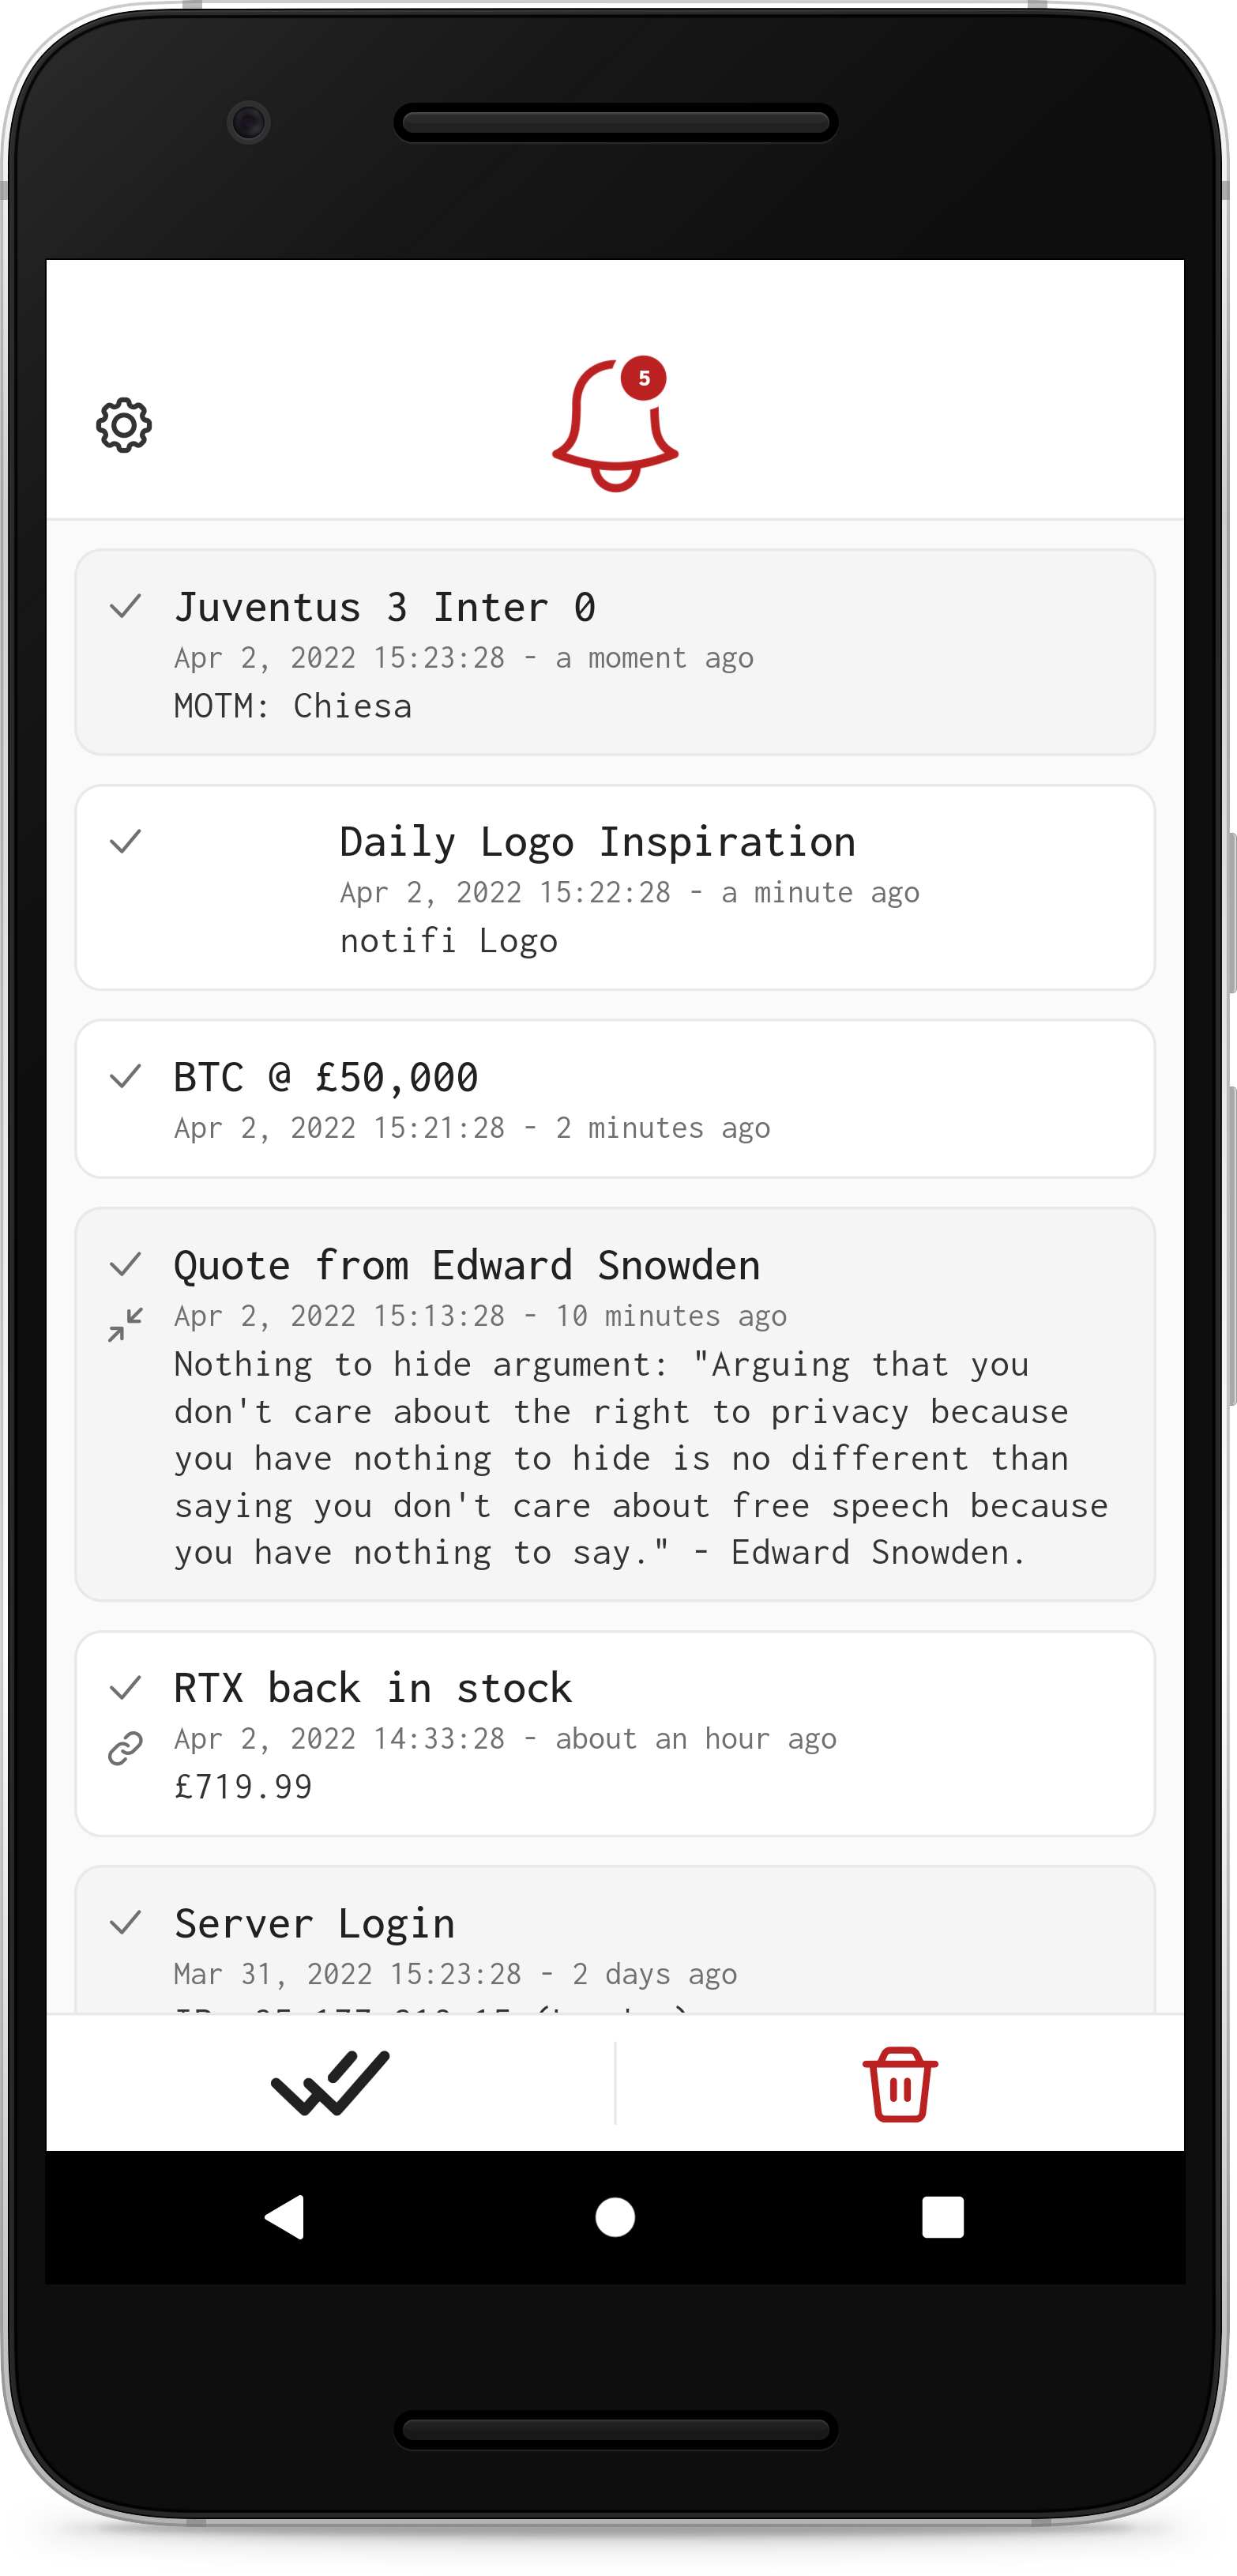 5
Juventus 3 Inter 0
Apr 2, 2022 15:23:28 - a moment ago
MOTM: Chiesa
Daily Logo Inspiration
Apr 2, 2022 15:22:28 - a minute ago
notifi Logo
BTC @ £50,000
Apr 2, 2022 15:21:28 - 2 minutes ago
Quote from Edward Snowden
Apr 2, 2022 15:13:28 - 10 minutes ago
Nothing to hide argument: "Arguing that you
don't care about the right to privacy because
you have nothing to hide is no different than
saying you don't care about free speech because
you have nothing to say." - Edward Snowden.
RTX back in stock
Apr 2, 2022 14:33:28 - about an hour ago
£719.99
Server Login
Mar 31, 2022 15:23:28 - 2 days ago